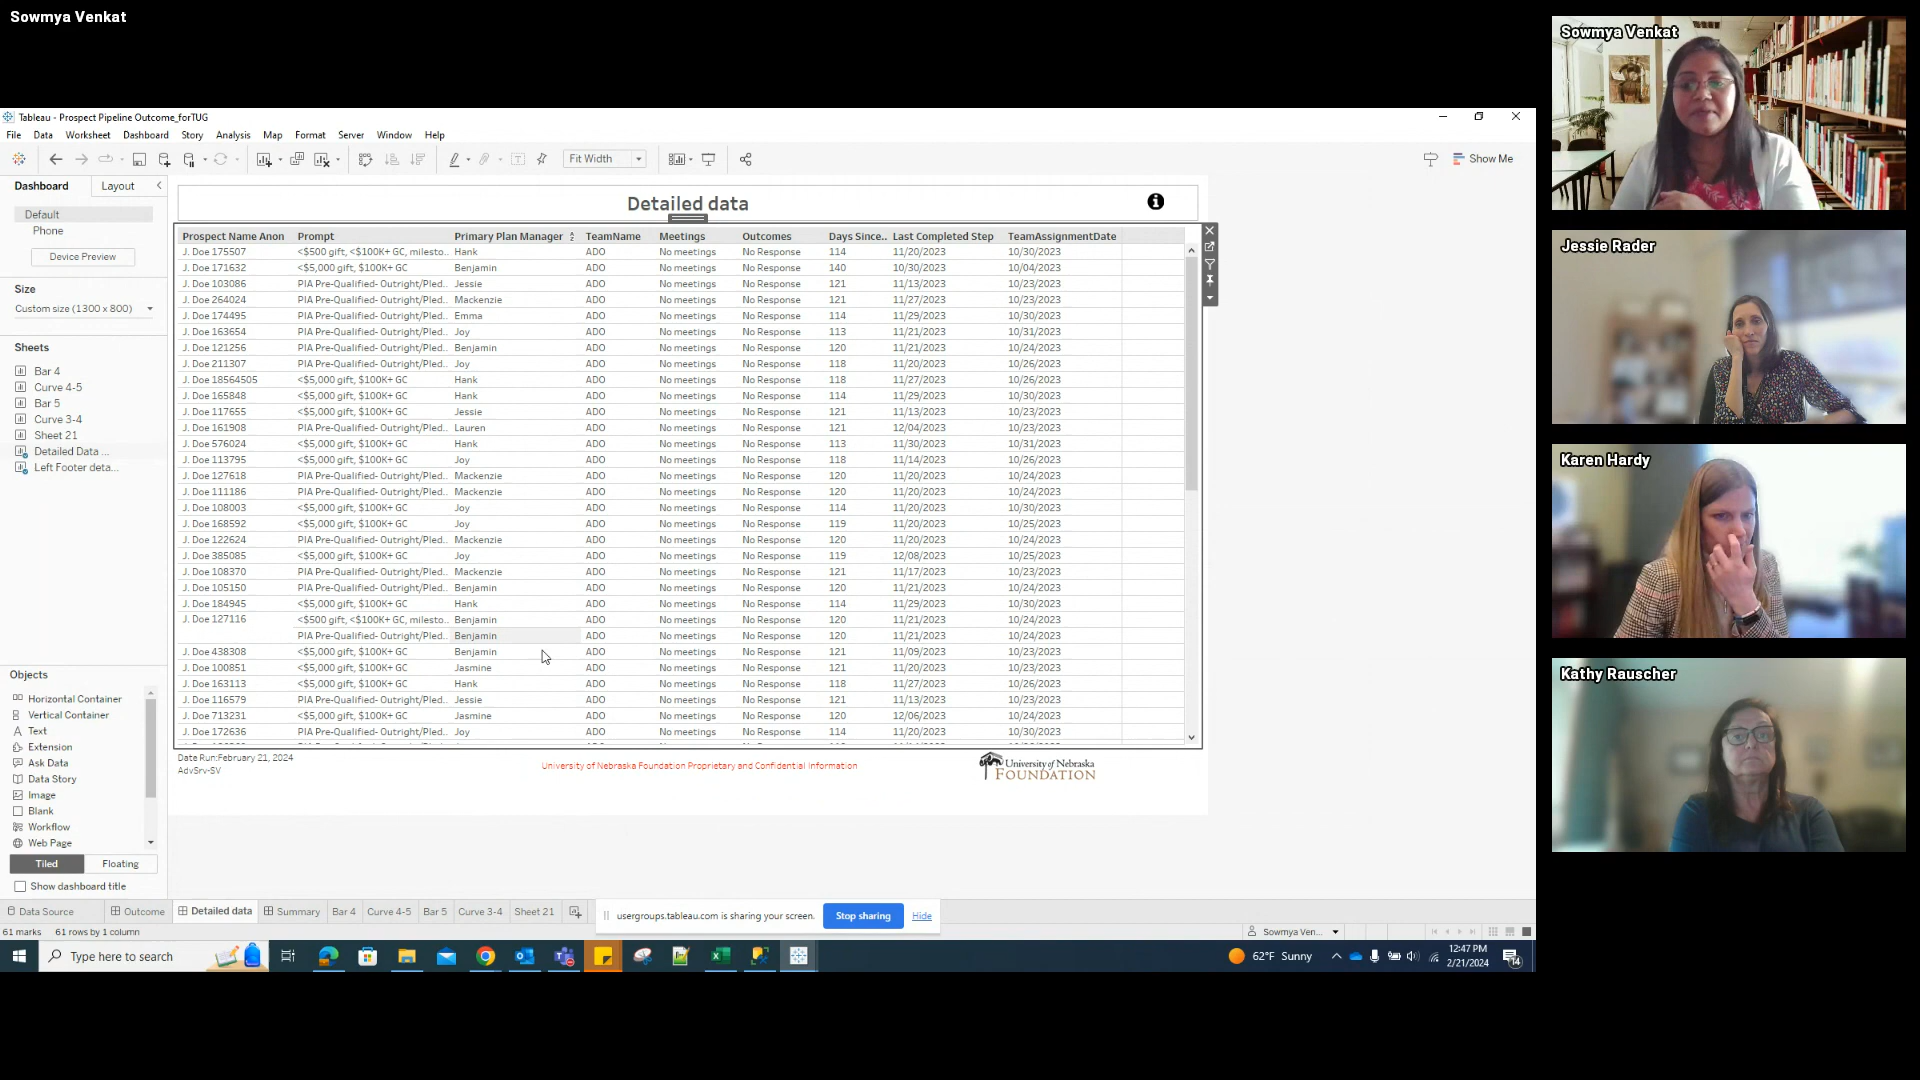 Sowmya Venkat
Tableau - Prospect Pipeline Outcome_forTUG
File Data Worksheet Dashboard Story Analysis Map Format Server Window Help
Fit Width
Show Me
Dashboard Layout
Default
Phone
Device Preview
Size
Custom size (1300 x 800)
Sheets
Bar 4
Curve 4-5
Bar 5
Curve 3-4
Sheet 21
Detailed Data ...
Left Footer deta...
Objects
Horizontal Container
Vertical Container
Text
Extension
Ask Data
Data Story
Image
Blank
Workflow
Web Page
Tiled Floating
Show dashboard title
Detailed data
Prospect Name Anon Prompt Primary Plan Manager TeamName Meetings Outcomes Days Since.. Last Completed Step TeamAssignmentDate
J. Doe 175507 <$500 gift, <$100K+ GC, milesto.. Hank ADO No meetings No Response 114 11/20/2023 10/30/2023
J. Doe 171632 <$5,000 gift, $100K+ GC Benjamin ADO No meetings No Response 140 10/30/2023 10/04/2023
J. Doe 103086 PIA Pre-Qualified- Outright/Pled.. Jessie ADO No meetings No Response 121 11/13/2023 10/23/2023
J. Doe 264024 PIA Pre-Qualified- Outright/Pled.. Mackenzie ADO No meetings No Response 121 11/27/2023 10/23/2023
J. Doe 174495 PIA Pre-Qualified- Outright/Pled.. Emma ADO No meetings No Response 114 11/29/2023 10/30/2023
J. Doe 163654 PIA Pre-Qualified- Outright/Pled.. Joy ADO No meetings No Response 113 11/21/2023 10/31/2023
J. Doe 121256 PIA Pre-Qualified- Outright/Pled.. Benjamin ADO No meetings No Response 120 11/21/2023 10/24/2023
J. Doe 211307 PIA Pre-Qualified- Outright/Pled.. Joy ADO No meetings No Response 118 11/20/2023 10/26/2023
J. Doe 18564505 <$5,000 gift, $100K+ GC Hank ADO No meetings No Response 118 11/27/2023 10/26/2023
J. Doe 165848 <$5,000 gift, $100K+ GC Hank ADO No meetings No Response 114 11/29/2023 10/30/2023
J. Doe 117655 <$5,000 gift, $100K+ GC Jessie ADO No meetings No Response 121 11/13/2023 10/23/2023
J. Doe 161908 PIA Pre-Qualified- Outright/Pled.. Lauren ADO No meetings No Response 121 12/04/2023 10/23/2023
J. Doe 576024 <$5,000 gift, $100K+ GC Hank ADO No meetings No Response 113 11/30/2023 10/31/2023
J. Doe 113795 <$5,000 gift, $100K+ GC Joy ADO No meetings No Response 118 11/14/2023 10/26/2023
J. Doe 127618 PIA Pre-Qualified- Outright/Pled.. Mackenzie ADO No meetings No Response 120 11/20/2023 10/24/2023
J. Doe 111186 PIA Pre-Qualified- Outright/Pled.. Mackenzie ADO No meetings No Response 120 11/20/2023 10/24/2023
J. Doe 108003 <$5,000 gift, $100K+ GC Joy ADO No meetings No Response 114 11/20/2023 10/30/2023
J. Doe 168592 <$5,000 gift, $100K+ GC Joy ADO No meetings No Response 119 11/20/2023 10/25/2023
J. Doe 122624 PIA Pre-Qualified- Outright/Pled.. Mackenzie ADO No meetings No Response 120 11/20/2023 10/24/2023
J. Doe 385085 <$5,000 gift, $100K+ GC Joy ADO No meetings No Response 119 12/08/2023 10/25/2023
J. Doe 108370 PIA Pre-Qualified- Outright/Pled.. Mackenzie ADO No meetings No Response 121 11/17/2023 10/23/2023
J. Doe 105150 PIA Pre-Qualified- Outright/Pled.. Benjamin ADO No meetings No Response 120 11/21/2023 10/24/2023
J. Doe 184945 <$5,000 gift, $100K+ GC Hank ADO No meetings No Response 114 11/29/2023 10/30/2023
J. Doe 127116 <$500 gift, <$100K+ GC, milesto.. Benjamin ADO No meetings No Response 120 11/21/2023 10/24/2023
PIA Pre-Qualified- Outright/Pled.. Benjamin ADO No meetings No Response 120 11/21/2023 10/24/2023
J. Doe 438308 <$5,000 gift, $100K+ GC Benjamin ADO No meetings No Response 121 11/09/2023 10/23/2023
J. Doe 100851 <$5,000 gift, $100K+ GC Jasmine ADO No meetings No Response 121 11/20/2023 10/23/2023
J. Doe 163113 <$5,000 gift, $100K+ GC Hank ADO No meetings No Response 118 11/27/2023 10/26/2023
J. Doe 116579 PIA Pre-Qualified- Outright/Pled.. Jessie ADO No meetings No Response 121 11/13/2023 10/23/2023
J. Doe 713231 <$5,000 gift, $100K+ GC Jasmine ADO No meetings No Response 120 12/06/2023 10/24/2023
J. Doe 172636 PIA Pre-Qualified- Outright/Pled.. Joy ADO No meetings No Response 114 11/20/2023 10/30/2023
Date Run:February 21, 2024
AdvSrv-SV
University of Nebraska Foundation Proprietary and Confidential Information
University of Nebraska
FOUNDATION
Data Source Outcome Detailed data Summary Bar 4 Curve 4-5 Bar 5 Curve 3-4 Sheet 21
usergroups.tableau.com is sharing your screen. Stop sharing Hide
61 marks 61 rows by 1 column
Sowmya Ven...
Type here to search
62°F Sunny
12:47 PM
2/21/2024
14
Sowmya Venkat
Jessie Rader
Karen Hardy
Kathy Rauscher